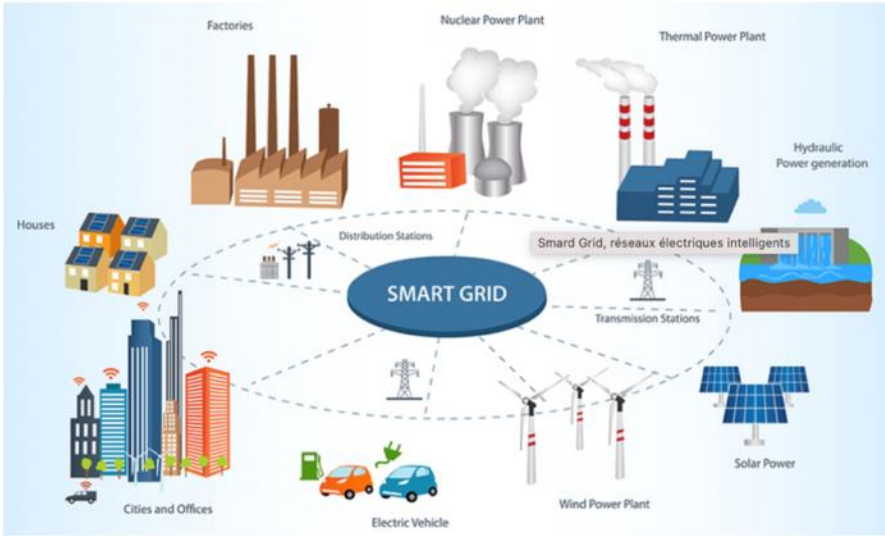 Factories
Nuclear Power Plant
Thermal Power Plant
Hydraulic
Power generation
Houses
Distribution Stations
Smard Grid, réseaux électriques intelligents
SMART GRID
Transmission Stations
Solar Power
Wind Power Plant
Cities and Offices
Electric Vehicle